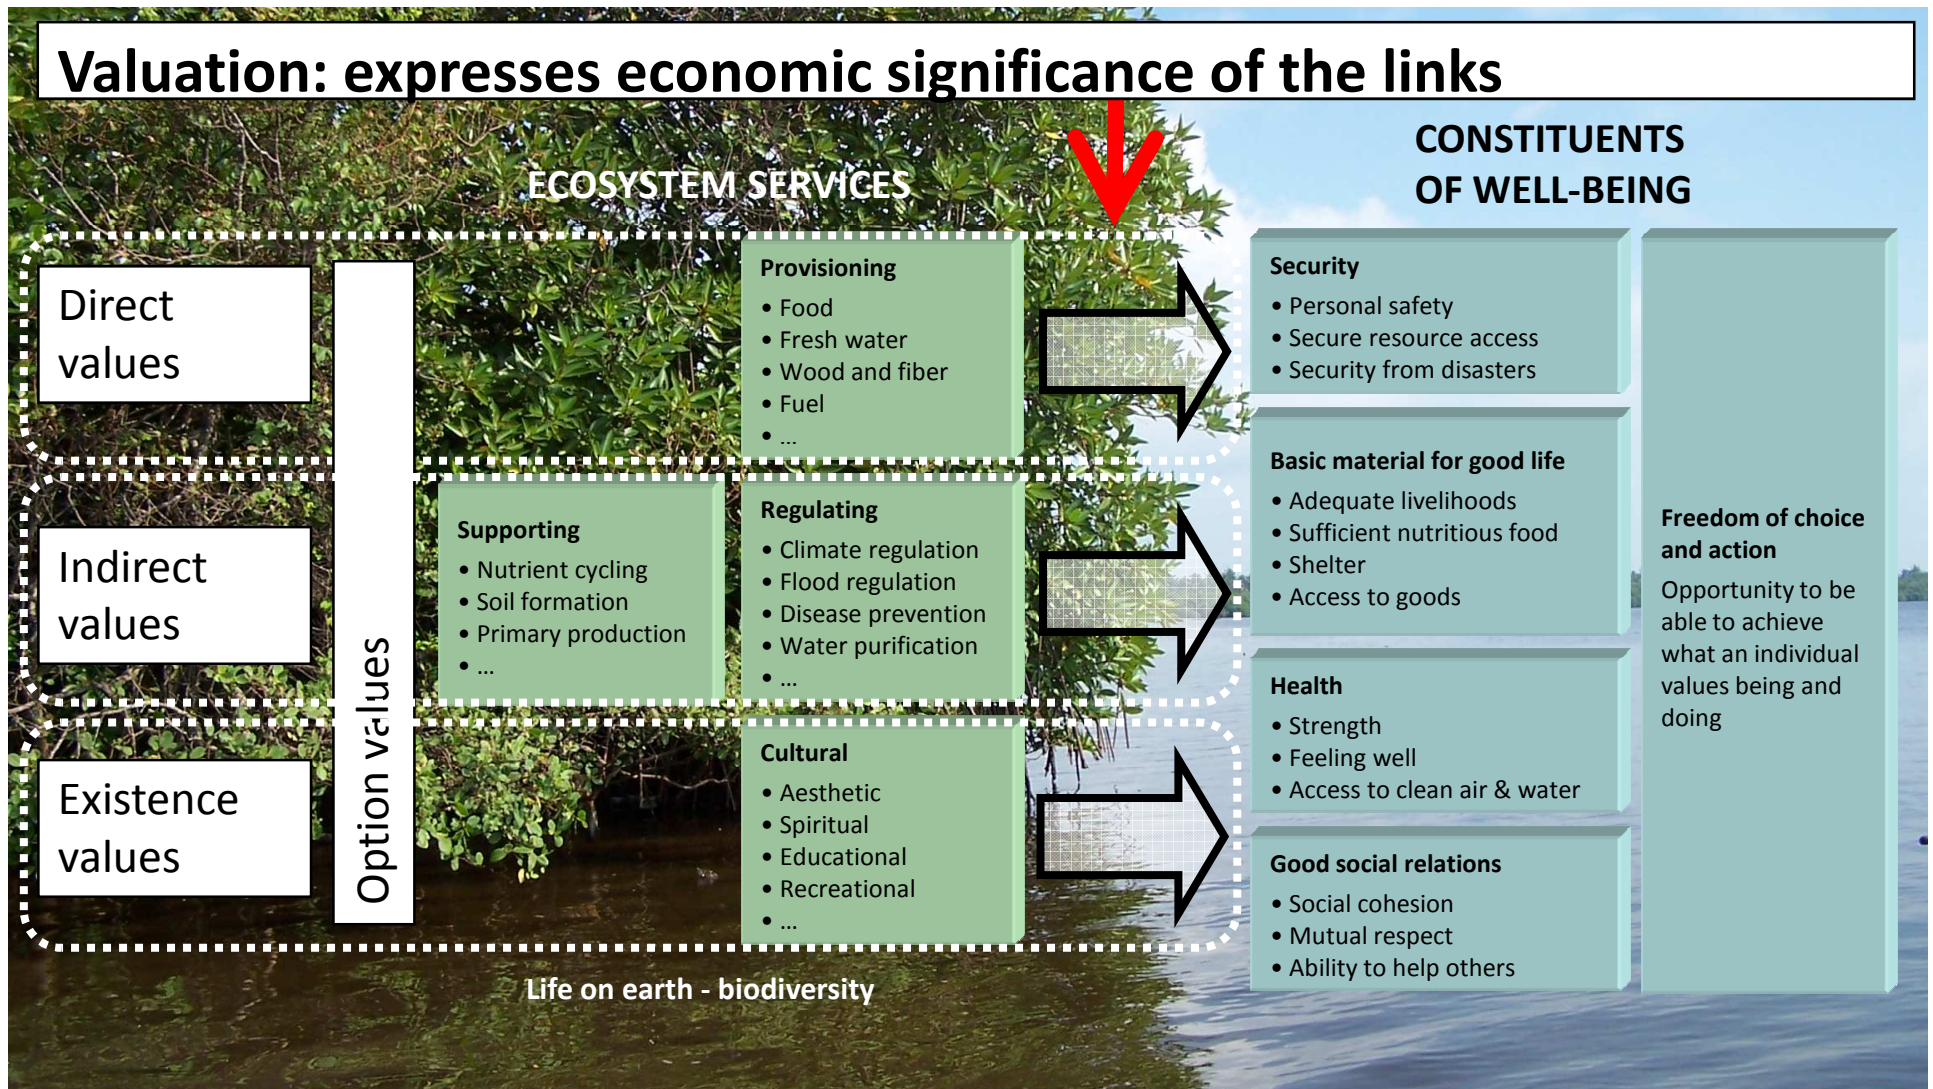 Valuation: expresses economic significance of the links
ECOSYSTEM SERVICES
CONSTITUENTS
OF WELL-BEING
Direct
values
Indirect
values
Existence
values
Option values
Supporting
• Nutrient cycling
• Soil formation
• Primary production
• ...
Provisioning
• Food
• Fresh water
• Wood and fiber
• Fuel
• ...
Regulating
• Climate regulation
• Flood regulation
• Disease prevention
• Water purification
• ...
Cultural
• Aesthetic
• Spiritual
• Educational
• Recreational
• ...
Security
• Personal safety
• Secure resource access
• Security from disasters
Basic material for good life
• Adequate livelihoods
• Sufficient nutritious food
• Shelter
• Access to goods
Health
• Strength
• Feeling well
• Access to clean air & water
Good social relations
• Social cohesion
• Mutual respect
• Ability to help others
Freedom of choice
and action
Opportunity to be
able to achieve
what an individual
values being and
doing
Life on earth - biodiversity